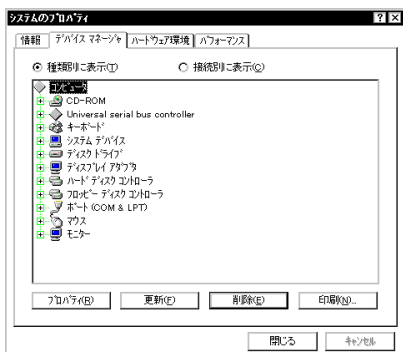 システムのプロパティ
情報 デバイス マネージャ ハードウェア環境 パフォーマンス
種類別に表示(T) 接続別に表示(C)
コンピュータ
CD-ROM
Universal serial bus controller
キーボード
システム デバイス
ディスク ドライブ
ディスプレイ アダプタ
ハード ディスク コントローラ
フロッピー ディスク コントローラ
ポート (COM & LPT)
マウス
モニター
プロパティ(R) 更新(F) 削除(E) 印刷(N)...
閉じる キャンセル